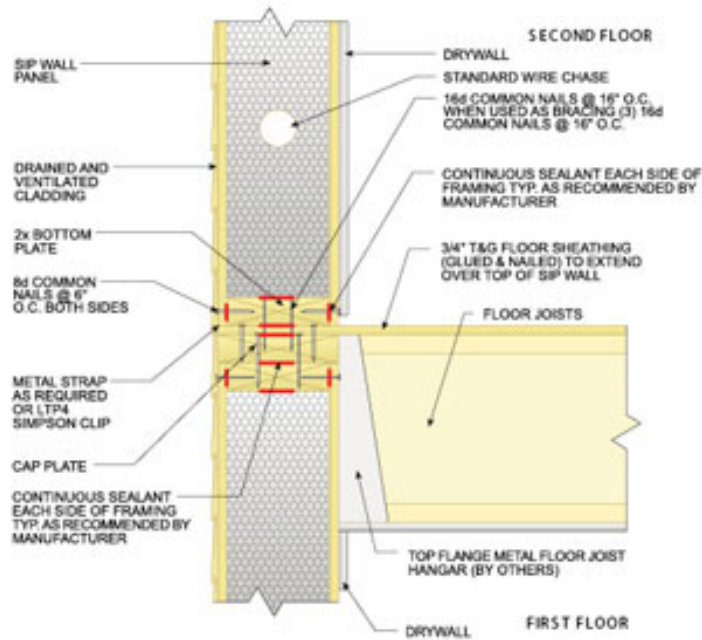 SECOND FLOOR
DRYWALL
STANDARD WIRE CHASE
16d COMMON NAILS @ 16" O.C.
WHEN USED AS BRACING (3) 16d
COMMON NAILS @ 16" O.C.
CONTINUOUS SEALANT EACH SIDE OF
FRAMING TYP. AS RECOMMENDED BY
MANUFACTURER
3/4" T&G FLOOR SHEATHING
(GLUED & NAILED) TO EXTEND
OVER TOP OF SIP WALL
FLOOR JOISTS
SIP WALL
PANEL
DRAINED AND
VENTILATED
CLADDING
2x BOTTOM
PLATE
8d COMMON
NAILS @ 6"
O.C. BOTH SIDES
METAL STRAP
AS REQUIRED
OR LTP4
SIMPSON CLIP
CAP PLATE
CONTINUOUS SEALANT
EACH SIDE OF FRAMING
TYP. AS RECOMMENDED BY
MANUFACTURER
TOP FLANGE METAL FLOOR JOIST
HANGAR (BY OTHERS)
DRYWALL
FIRST FLOOR